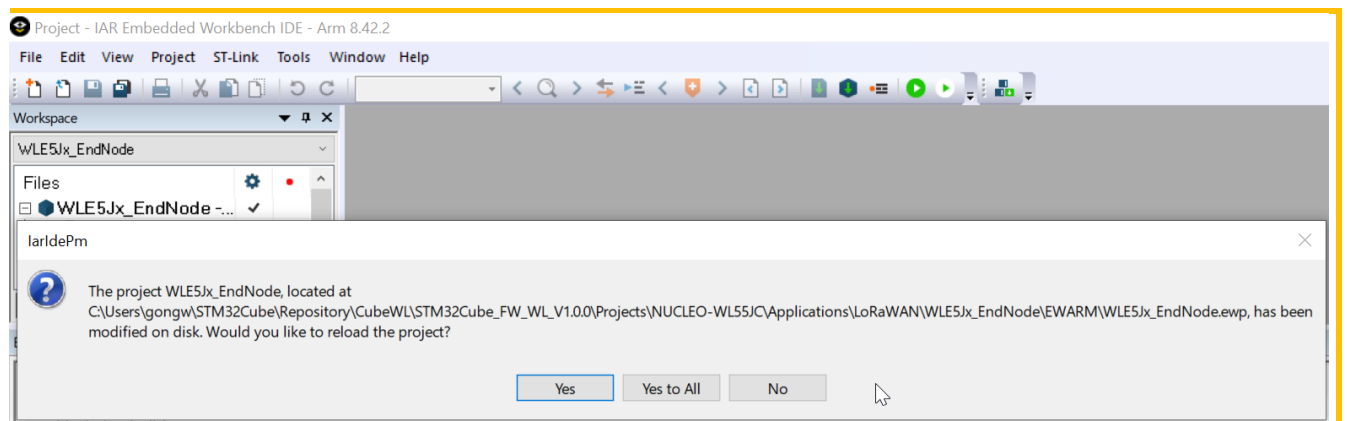 Project - IAR Embedded Workbench IDE - Arm 8.42.2
File Edit View Project ST-Link Tools Window Help
Workspace
WLE5Jx_EndNode
Files
WLE5Jx_EndNode -...
IarIdePm
The project WLE5Jx_EndNode, located at
C:\Users\gongw\STM32Cube\Repository\CubeWL\STM32Cube_FW_WL_V1.0.0\Projects\NUCLEO-WL55JC\Applications\LoRaWAN\WLE5Jx_EndNode\EWARM\WLE5Jx_EndNode.ewp, has been
modified on disk. Would you like to reload the project?
Yes Yes to All No